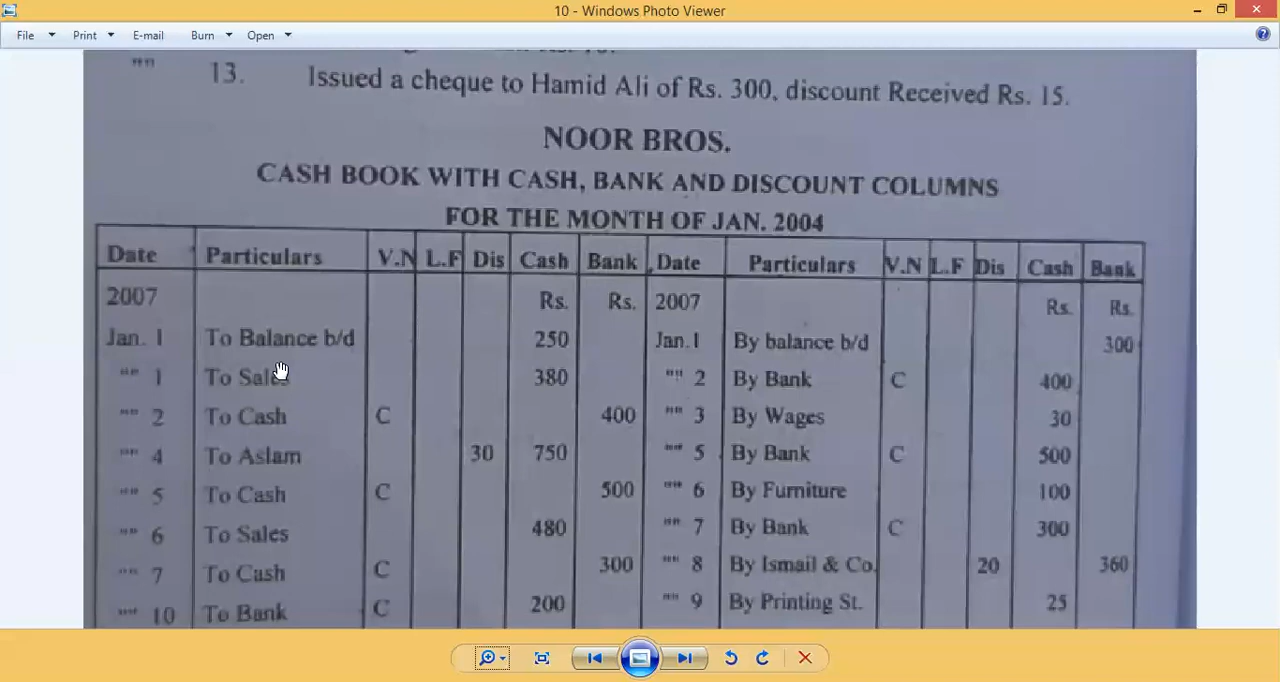 10 - Windows Photo Viewer
File Print E-mail Burn Open
"" 13. Issued a cheque to Hamid Ali of Rs. 300, discount Received Rs. 15.
NOOR BROS.
CASH BOOK WITH CASH, BANK AND DISCOUNT COLUMNS
FOR THE MONTH OF JAN. 2004
Date Particulars V.N L.F Dis Cash Bank Date Particulars V.N L.F Dis Cash Bank
2007 Rs. Rs. 2007 Rs. Rs.
Jan. 1 To Balance b/d 250 Jan.1 By balance b/d 300
"" 1 To Sales 380 "" 2 By Bank C 400
"" 2 To Cash C 400 "" 3 By Wages 30
"" 4 To Aslam 30 750 "" 5 By Bank C 500
"" 5 To Cash C 500 "" 6 By Furniture 100
"" 6 To Sales 480 "" 7 By Bank C 300
"" 7 To Cash C 300 "" 8 By Ismail & Co. 20 360
"" 10 To Bank C 200 "" 9 By Printing St. 25